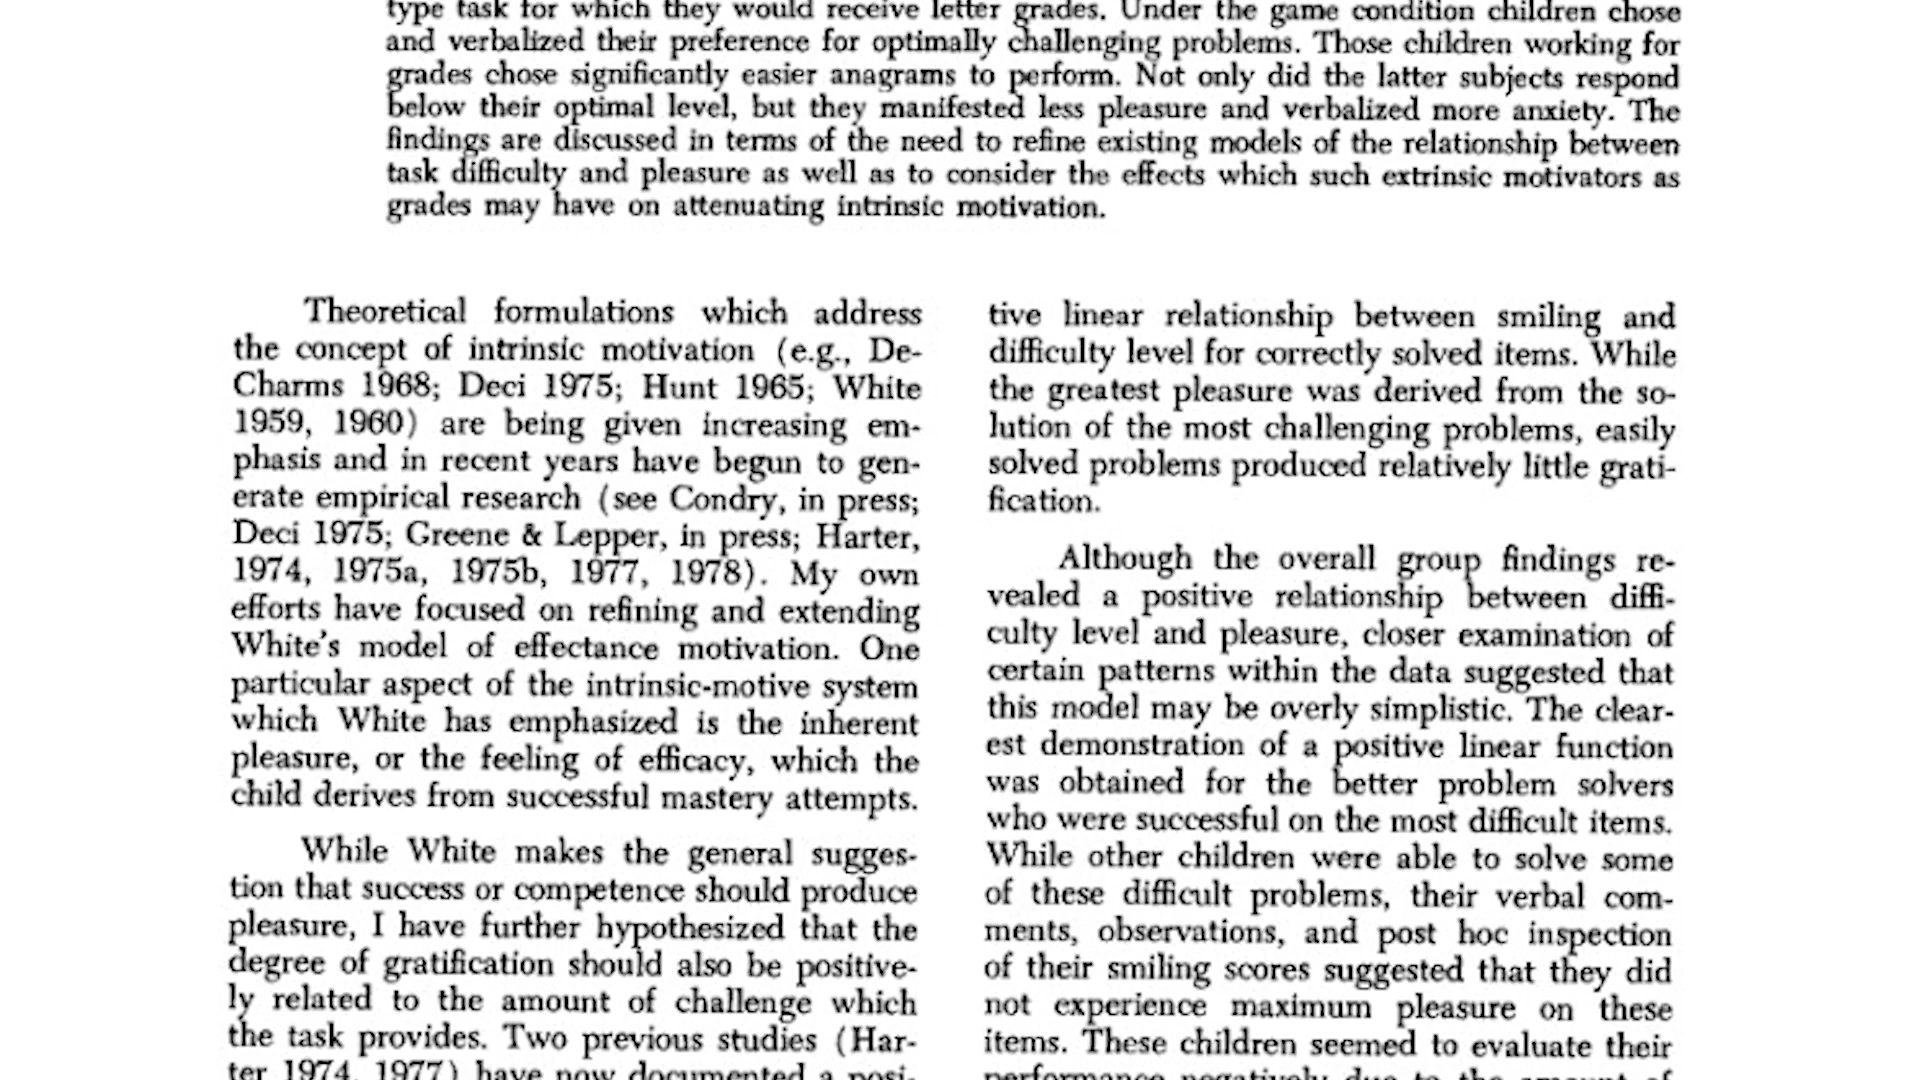 type task for which they would receive letter grades. Under the game condition children chose
and verbalized their preference for optimally challenging problems. Those children working for
grades chose significantly easier anagrams to perform. Not only did the latter subjects respond
below their optimal level, but they manifested less pleasure and verbalized more anxiety. The
findings are discussed in terms of the need to refine existing models of the relationship between
task difficulty and pleasure as well as to consider the effects which such extrinsic motivators as
grades may have on attenuating intrinsic motivation.
Theoretical formulations which address
the concept of intrinsic motivation (e.g., De-
Charms 1968; Deci 1975; Hunt 1965; White
1959, 1960) are being given increasing em-
phasis and in recent years have begun to gen-
erate empirical research (see Condry, in press;
Deci 1975; Greene & Lepper, in press; Harter,
1974, 1975a, 1975b, 1977, 1978). My own
efforts have focused on refining and extending
White's model of effectance motivation. One
particular aspect of the intrinsic-motive system
which White has emphasized is the inherent
pleasure, or the feeling of efficacy, which the
child derives from successful mastery attempts.
While White makes the general sugges-
tion that success or competence should produce
pleasure, I have further hypothesized that the
degree of gratification should also be positive-
ly related to the amount of challenge which
the task provides. Two previous studies (Har-
ter 1974, 1977) have now documented a posi-
tive linear relationship between smiling and
difficulty level for correctly solved items. While
the greatest pleasure was derived from the so-
lution of the most challenging problems, easily
solved problems produced relatively little grati-
fication.
Although the overall group findings re-
vealed a positive relationship between diffi-
culty level and pleasure, closer examination of
certain patterns within the data suggested that
this model may be overly simplistic. The clear-
est demonstration of a positive linear function
was obtained for the better problem solvers
who were successful on the most difficult items.
While other children were able to solve some
of these difficult problems, their verbal com-
ments, observations, and post hoc inspection
of their smiling scores suggested that they did
not experience maximum pleasure on these
items. These children seemed to evaluate their
performance negatively due to the amount of